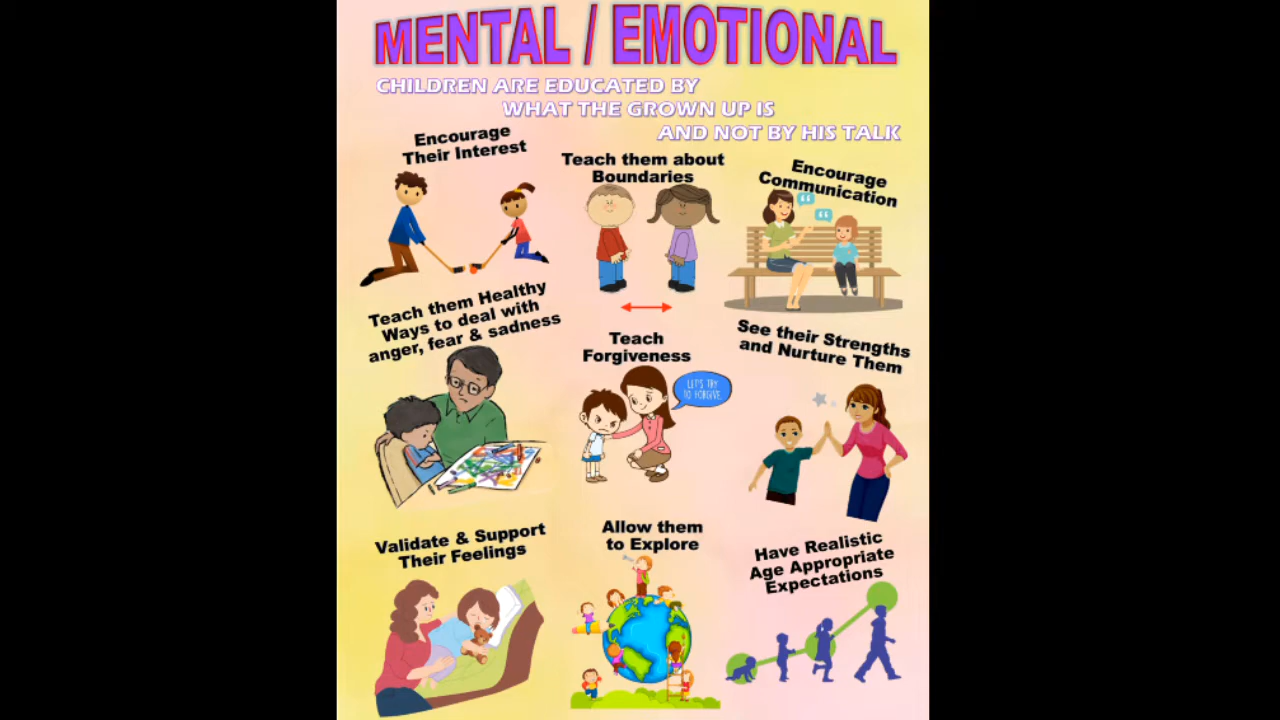 MENTAL / EMOTIONAL
CHILDREN ARE EDUCATED BY
WHAT THE GROWN UP IS
AND NOT BY HIS TALK
Encourage
Their Interest
Teach them about
Boundaries
Encourage
Communication
Teach them Healthy
Ways to deal with
anger, fear & sadness
Teach
Forgiveness
LET'S TRY
TO FORGIVE
See their Strengths
and Nurture Them
Validate & Support
Their Feelings
Allow them
to Explore
Have Realistic
Age Appropriate
Expectations